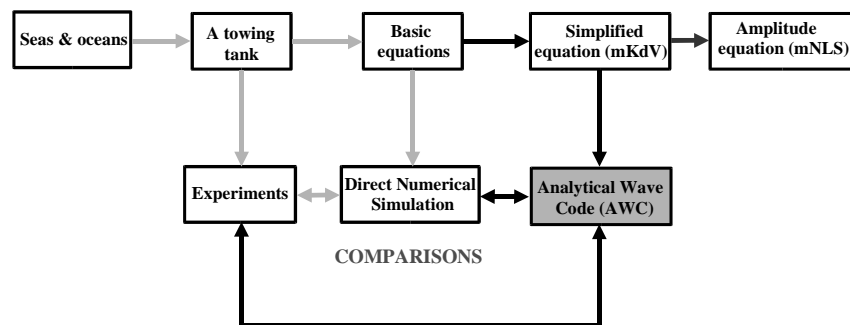 Seas & oceans
A towing
tank
Basic
equations
Simplified
equation (mKdV)
Amplitude
equation (mNLS)
Experiments
Direct Numerical
Simulation
Analytical Wave
Code (AWC)
COMPARISONS